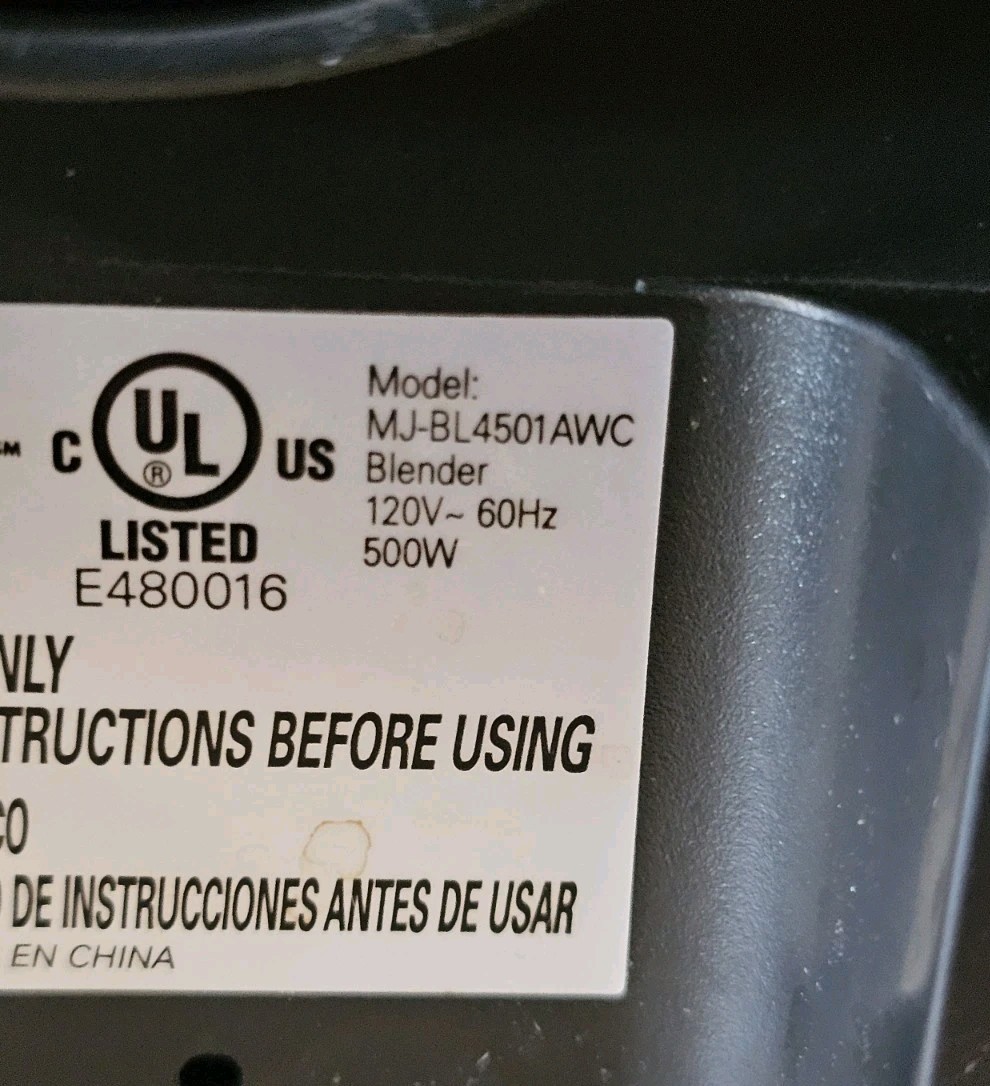 SM C UL ® US
LISTED
E480016
Model:
MJ-BL4501AWC
Blender
120V~ 60Hz
500W
NLY
TRUCTIONS BEFORE USING
CO
DE INSTRUCCIONES ANTES DE USAR
EN CHINA